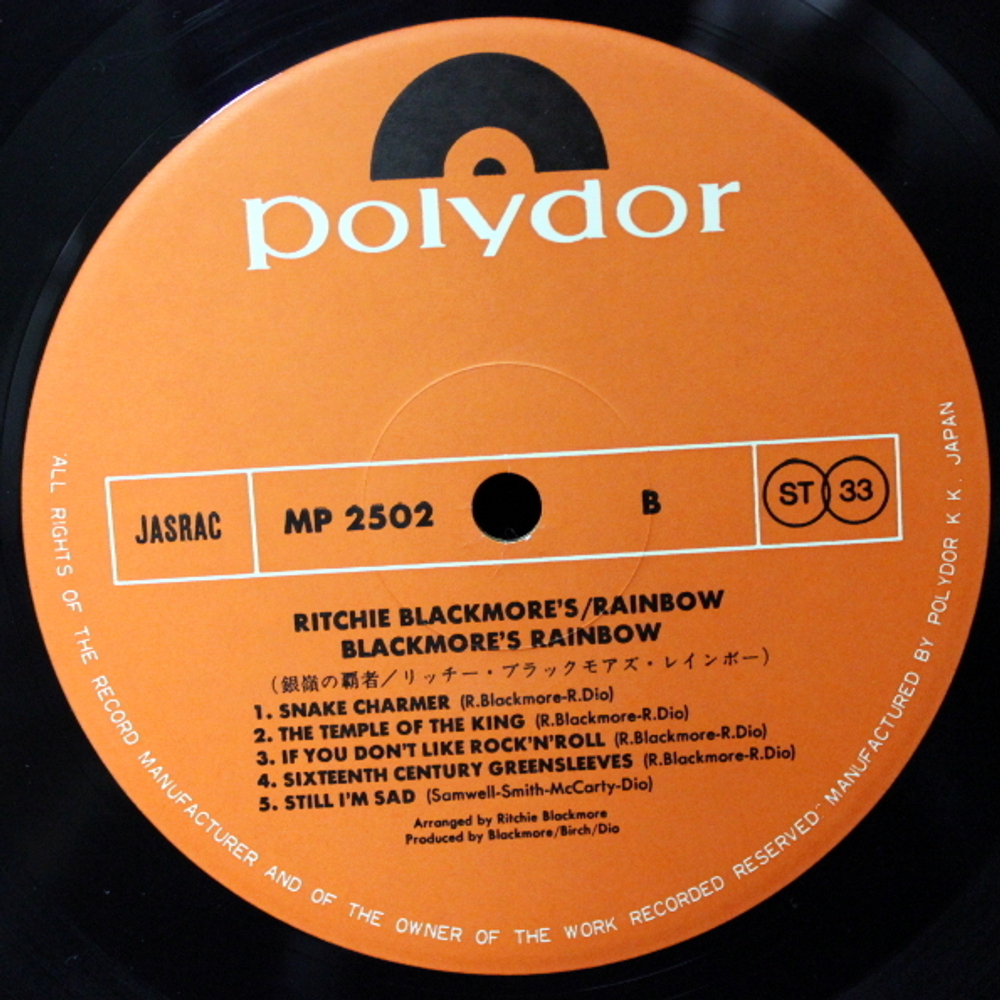 polydor
JASRAC MP 2502 B ST 33
RITCHIE BLACKMORE'S/RAINBOW
BLACKMORE'S RAINBOW
(銀嶺の覇者/リッチー・ブラックモアズ・レインボー)
1. SNAKE CHARMER (R.Blackmore-R.Dio)
2. THE TEMPLE OF THE KING (R.Blackmore-R.Dio)
3. IF YOU DON'T LIKE ROCK'N'ROLL (R.Blackmore-R.Dio)
4. SIXTEENTH CENTURY GREENSLEEVES (R.Blackmore-R.Dio)
5. STILL I'M SAD (Samwell-Smith-McCarty-Dio)
Arranged by Ritchie Blackmore
Produced by Blackmore/Birch/Dio
"ALL RIGHTS OF THE RECORD MANUFACTURER AND OF THE OWNER OF THE WORK RECORDED RESERVED" MANUFACTURED BY POLYDOR K K. JAPAN